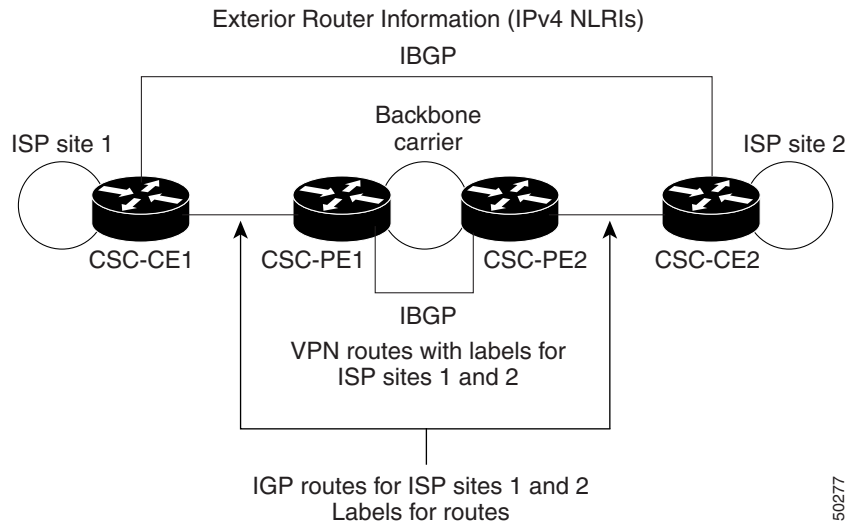 Exterior Router Information (IPv4 NLRIs)
IBGP
Backbone
carrier
ISP site 1
ISP site 2
CSC-CE1
CSC-PE1
CSC-PE2
CSC-CE2
IBGP
VPN routes with labels for
ISP sites 1 and 2
IGP routes for ISP sites 1 and 2
Labels for routes
50277